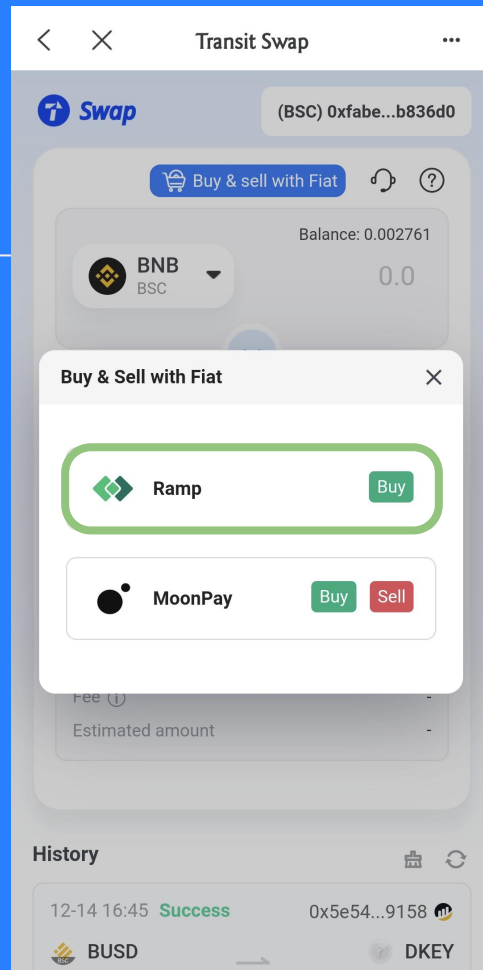 Transit Swap
Swap
(BSC) 0xfabe...b836d0
Buy & sell with Fiat
Balance: 0.002761
BNB
BSC
0.0
Buy & Sell with Fiat
Ramp
Buy
MoonPay
Buy Sell
Fee
-
Estimated amount
-
History
12-14 16:45 Success
0x5e54...9158
BUSD
DKEY